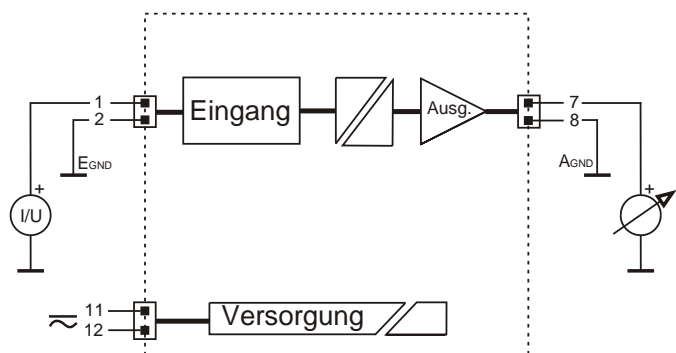 1
2
Eingang
Ausg.
7
8
EGND
AGND
+
I/U
+
11
12
Versorgung